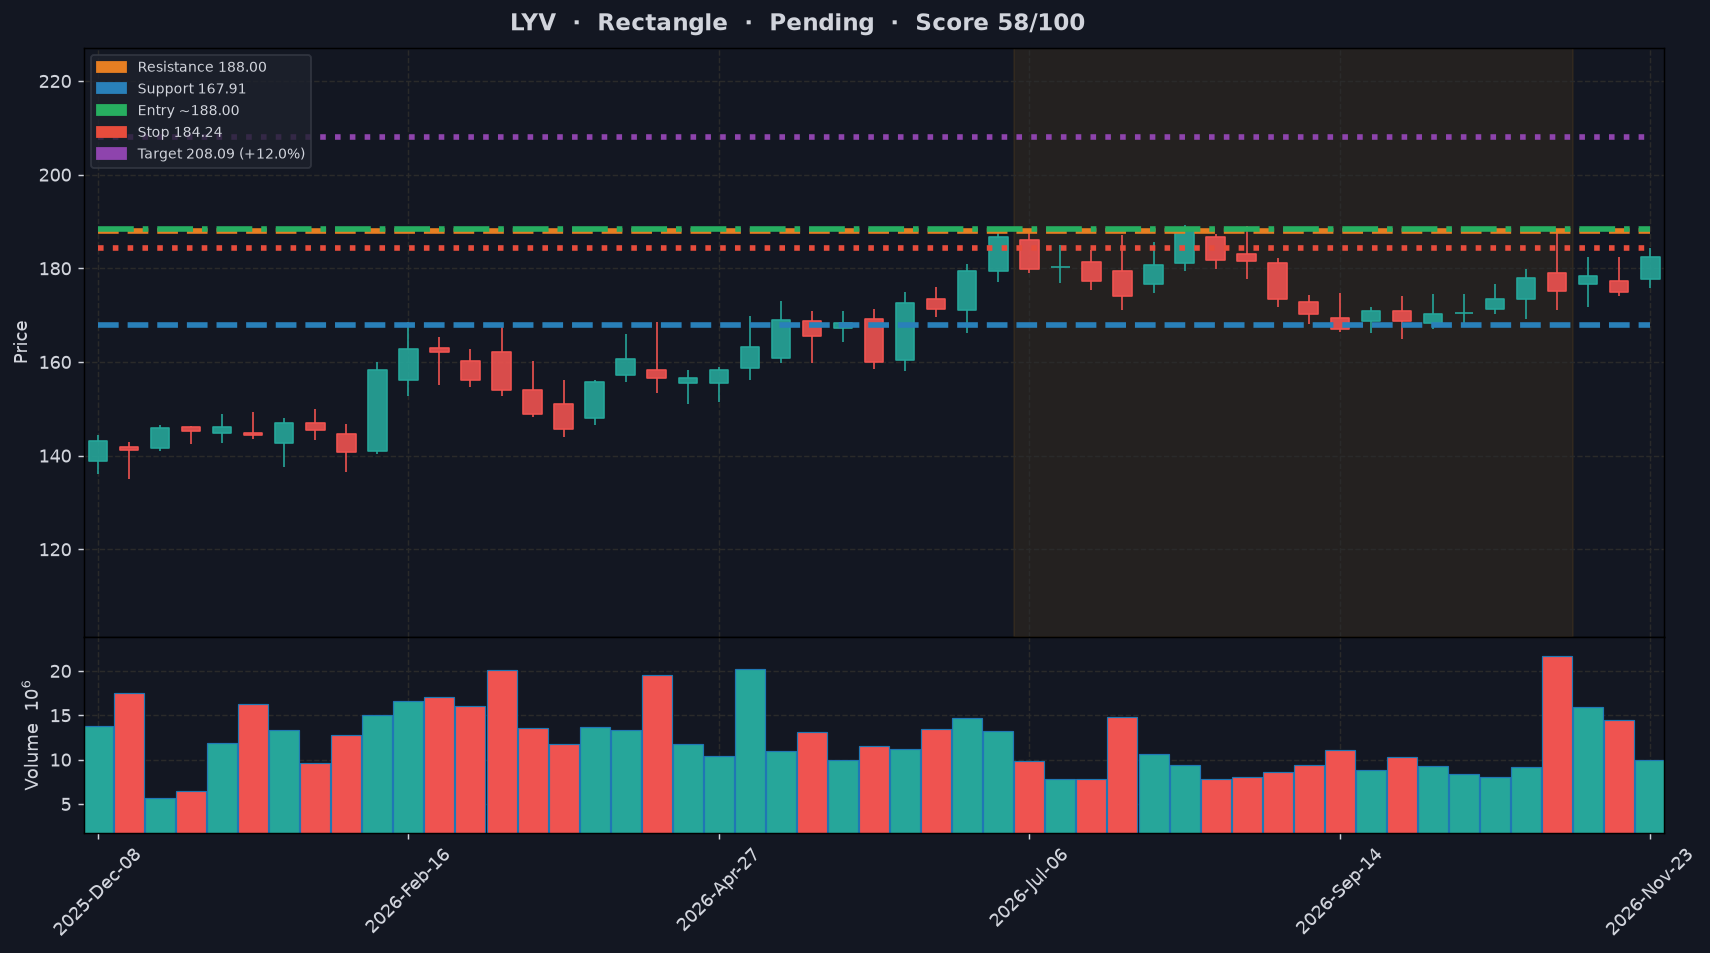 LYV · Rectangle · Pending · Score 58/100
Resistance 188.00
Support 167.91
Entry ~188.00
Stop 184.24
Target 208.09 (+12.0%)
Price
220
200
180
160
140
120
Volume 10⁶
20
15
10
5
2025-Dec-08
2026-Feb-16
2026-Apr-27
2026-Jul-06
2026-Sep-14
2026-Nov-23